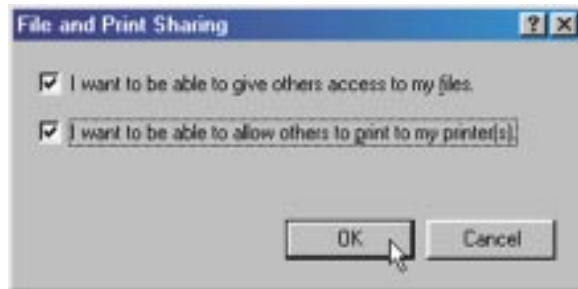 File and Print Sharing
I want to be able to give others access to my files.
I want to be able to allow others to print to my printer(s).
OK
Cancel